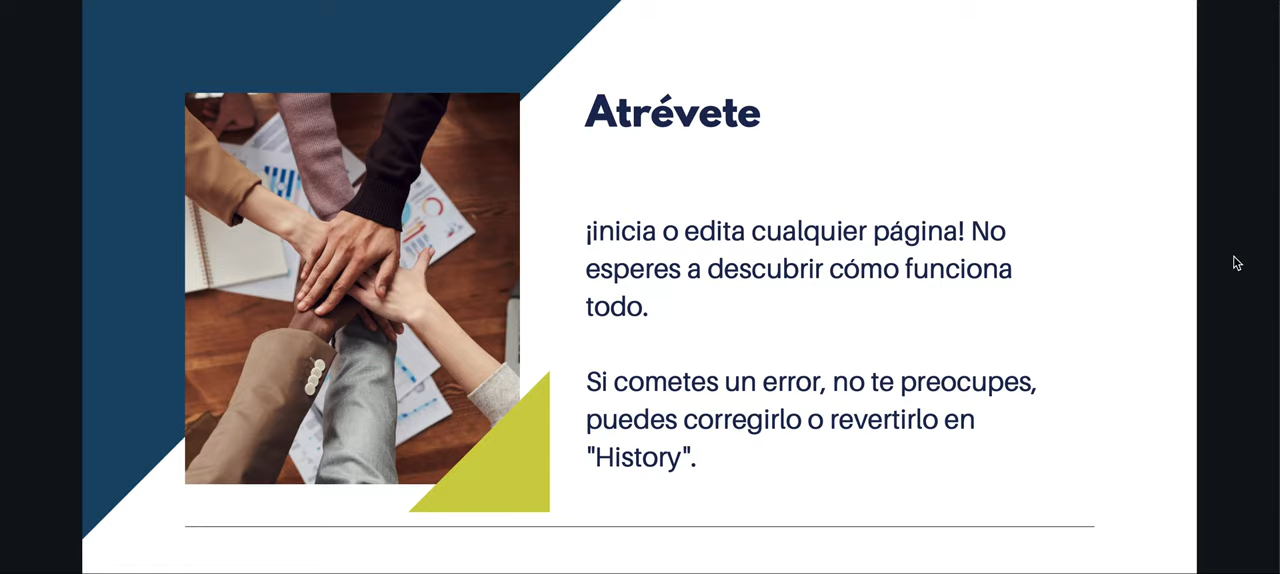 Atrévete
¡inicia o edita cualquier página! No
esperes a descubrir cómo funciona
todo.
Si cometes un error, no te preocupes,
puedes corregirlo o revertirlo en
"History".